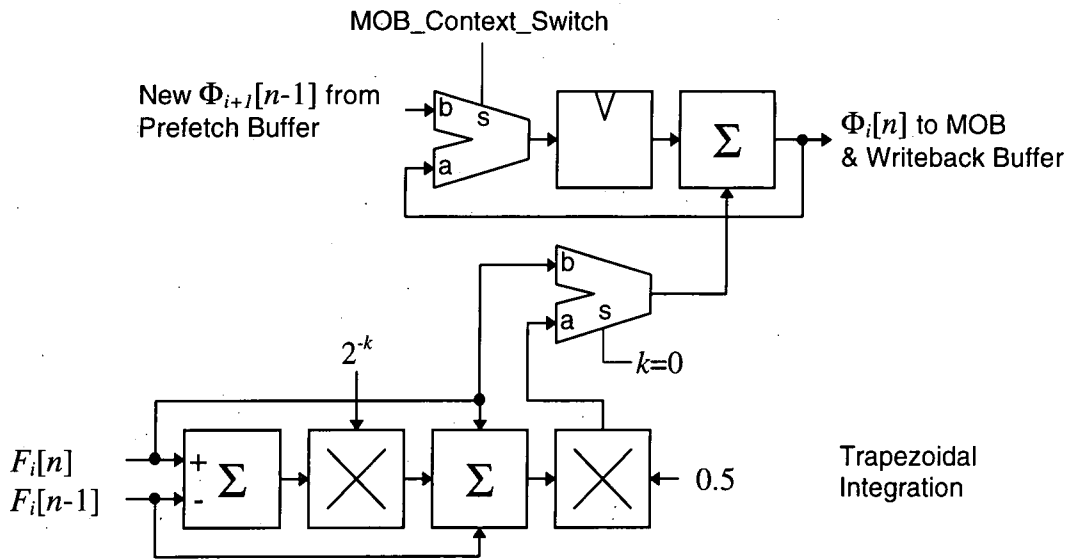 MOB_Context_Switch
New Φi+1[n-1] from
Prefetch Buffer
b
s
a
Σ
Φi[n] to MOB
& Writeback Buffer
b
a
s
k=0
2^-k
Fi[n]
Fi[n-1]
+
-
Σ
Σ
0.5
Trapezoidal
Integration